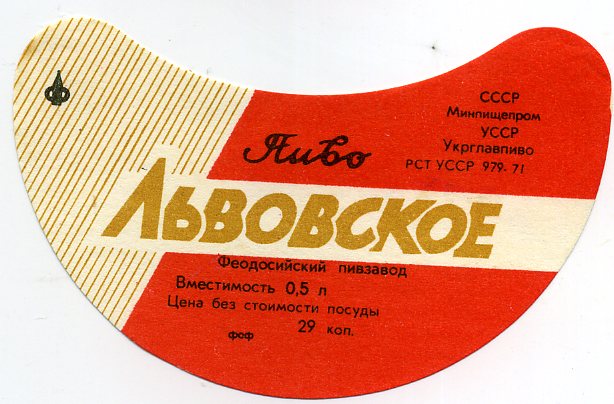 СССР
Минпищепром
УССР
Укрглавпиво
РСТ УССР 979-71
Пиво
ЛЬВОВСКОЕ
Феодосийский пивзавод
Вместимость 0,5 л
Цена без стоимости посуды
29 коп.
фоф